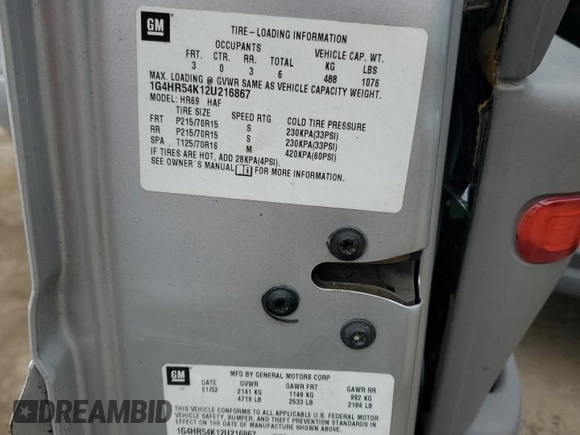 GM
TIRE-LOADING INFORMATION
OCCUPANTS VEHICLE CAP. WT.
FRT. CTR. RR. TOTAL KG LBS
3 0 3 6 488 1076
MAX. LOADING @ GVWR SAME AS VEHICLE CAPACITY WEIGHT.
1G4HR54K12U216867
MODEL: HR69 HAF
TIRE SIZE SPEED RTG COLD TIRE PRESSURE
FRT P215/70R15 S 230KPA(33PSI)
RR P215/70R15 S 230KPA(33PSI)
SPA T125/70R16 M 420KPA(60PSI)
IF TIRES ARE HOT, ADD 28KPA(4PSI).
SEE OWNER'S MANUAL FOR MORE INFORMATION.
GM
MFD BY GENERAL MOTORS CORP
DATE GVWR GAWR FRT GAWR RR
01/02 2141 KG 1149 KG 992 KG
4719 LB 2533 LB 2186 LB
THIS VEHICLE CONFORMS TO ALL APPLICABLE U.S. FEDERAL MOTOR
VEHICLE SAFETY, BUMPER, AND THEFT PREVENTION STANDARDS
IN EFFECT ON THE DATE OF MANUFACTURE SHOWN ABOVE.
1G4HR54K12U216867
DREAMBID
.com